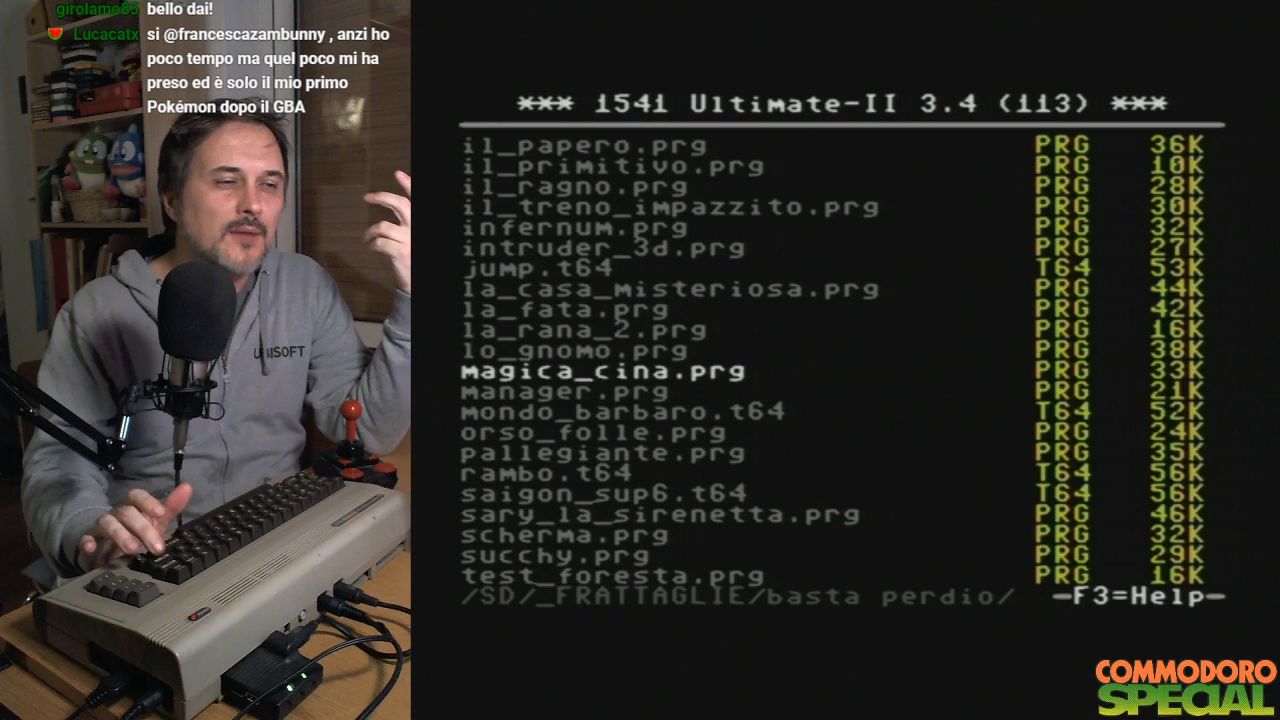 girolamo85 bello dai!
Lucacatx si @francescazambunny , anzi ho
poco tempo ma quel poco mi ha
preso ed è solo il mio primo
Pokémon dopo il GBA
UBISOFT
*** 1541 Ultimate-II 3.4 (113) ***
il_papero.prg PRG 36K
il_primitivo.prg PRG 10K
il_ragno.prg PRG 28K
il_treno_impazzito.prg PRG 30K
infernum.prg PRG 32K
intruder_3d.prg PRG 27K
jump.t64 T64 53K
la_casa_misteriosa.prg PRG 44K
la_fata.prg PRG 42K
la_rana_2.prg PRG 16K
lo_gnomo.prg PRG 38K
magica_cina.prg PRG 33K
manager.prg PRG 21K
mondo_barbaro.t64 T64 52K
orso_folle.prg PRG 24K
pallegiante.prg PRG 35K
rambo.t64 T64 56K
saigon_sup6.t64 T64 56K
sary_la_sirenetta.prg PRG 46K
scherma.prg PRG 32K
succhy.prg PRG 29K
test_foresta.prg PRG 16K
/SD/_FRATTAGLIE/basta perdio/ F3=Help
COMMODORO
SPECIAL